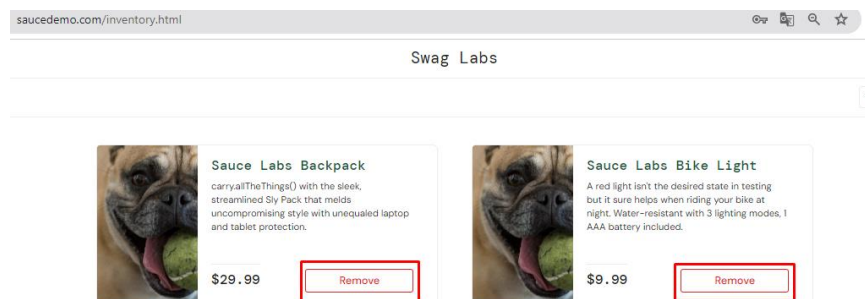 saucedemo.com/inventory.html
Swag Labs
Sauce Labs Backpack
carry.allTheThings() with the sleek,
streamlined Sly Pack that melds
uncompromising style with unequaled laptop
and tablet protection.
$29.99
Remove
Sauce Labs Bike Light
A red light isn't the desired state in testing
but it sure helps when riding your bike at
night. Water-resistant with 3 lighting modes, 1
AAA battery included.
$9.99
Remove